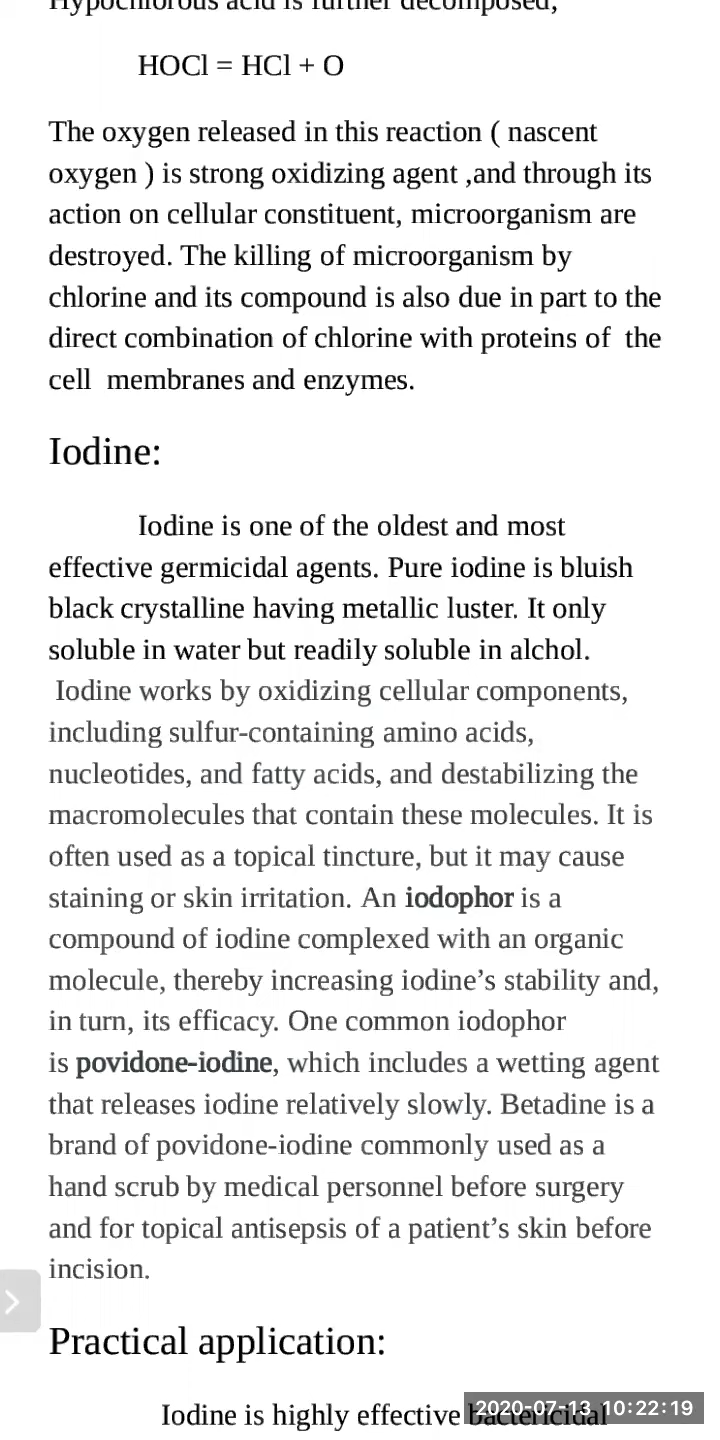 Hypochlorous acid is further decomposed,
HOCl = HCl + O
The oxygen released in this reaction ( nascent
oxygen ) is strong oxidizing agent ,and through its
action on cellular constituent, microorganism are
destroyed. The killing of microorganism by
chlorine and its compound is also due in part to the
direct combination of chlorine with proteins of  the
cell  membranes and enzymes.
Iodine:
Iodine is one of the oldest and most
effective germicidal agents. Pure iodine is bluish
black crystalline having metallic luster. It only
soluble in water but readily soluble in alchol.
Iodine works by oxidizing cellular components,
including sulfur-containing amino acids,
nucleotides, and fatty acids, and destabilizing the
macromolecules that contain these molecules. It is
often used as a topical tincture, but it may cause
staining or skin irritation. An iodophor is a
compound of iodine complexed with an organic
molecule, thereby increasing iodine’s stability and,
in turn, its efficacy. One common iodophor
is povidone-iodine, which includes a wetting agent
that releases iodine relatively slowly. Betadine is a
brand of povidone-iodine commonly used as a
hand scrub by medical personnel before surgery
and for topical antisepsis of a patient’s skin before
incision.
Practical application:
Iodine is highly effective bactericidal
2020-07-13 10:22:19